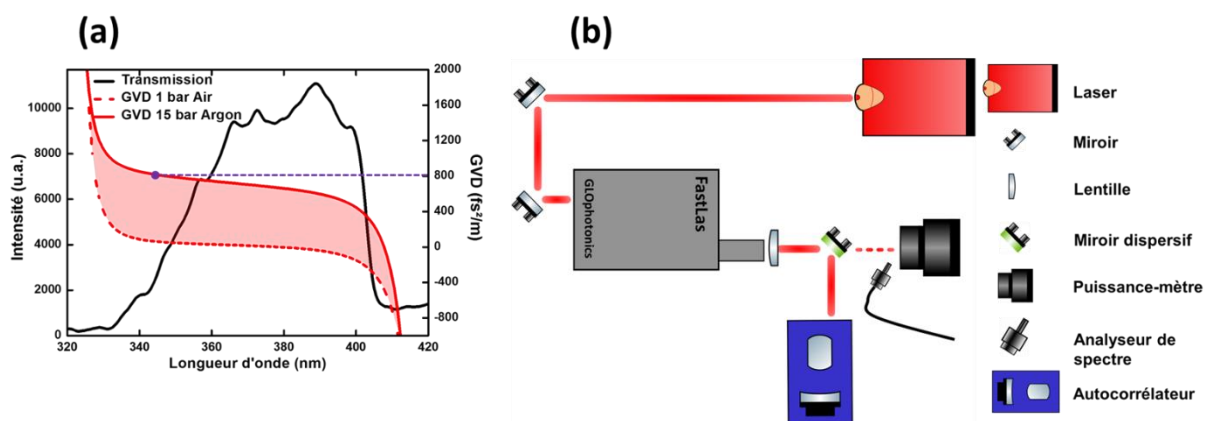 (a)
Transmission
GVD 1 bar Air
GVD 15 bar Argon
Intensité (u.a.)
10000
8000
6000
4000
2000
0
2000
1600
1200
800
400
0
-400
-800
GVD (fs²/m)
320
340
360
380
400
420
Longueur d'onde (nm)
(b)
GLOphotonics
FastLas
Laser
Miroir
Lentille
Miroir dispersif
Puissance-mètre
Analyseur de
spectre
Autocorrélateur